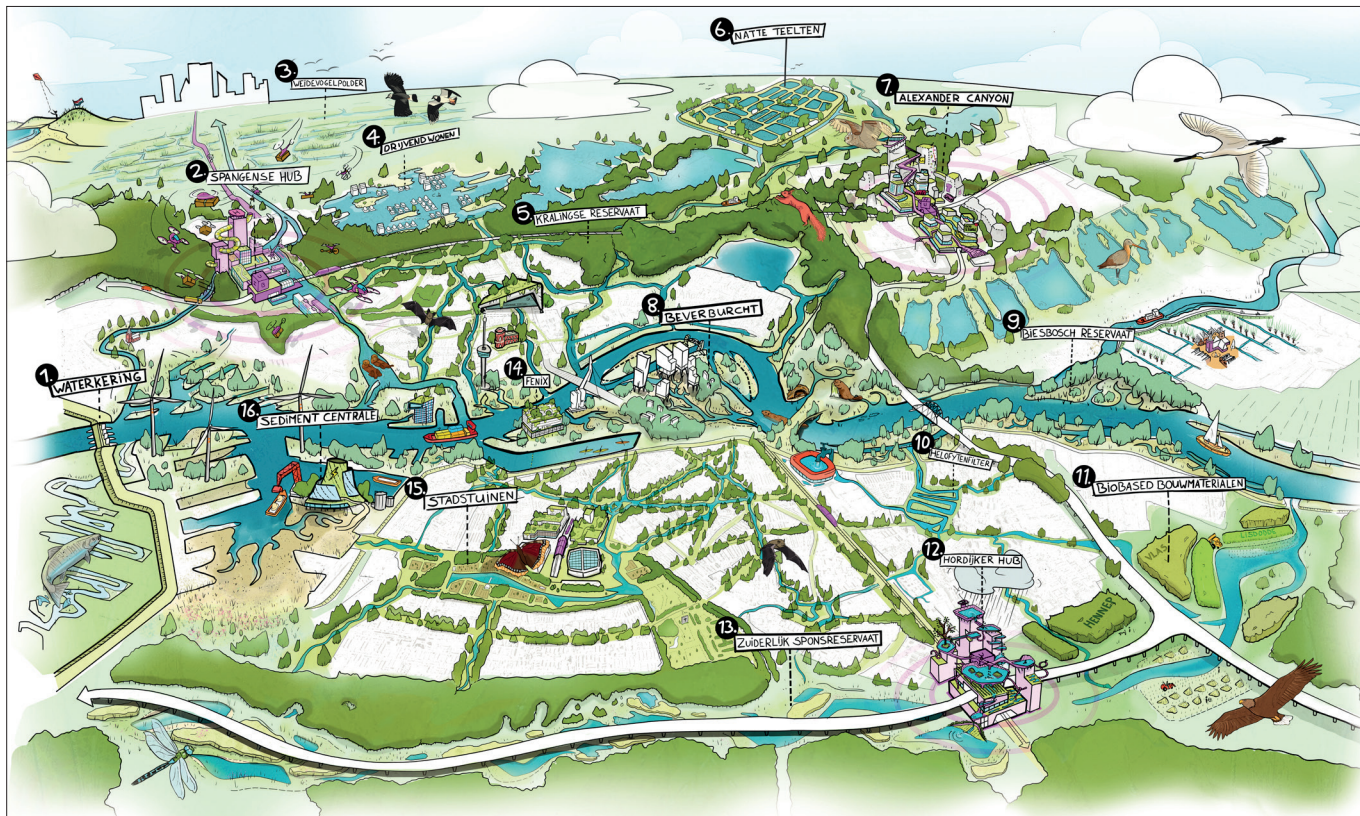 1. WATERKERING
2. SPANGENSE HUB
3. WEIDEVOGELPOLDER
4. DRIJVEND WONEN
5. KRALINGSE RESERVAAT
6. NATTE TEELTEN
7. ALEXANDER CANYON
8. BEVERBURCHT
9. BIESBOSCH RESERVAAT
10. HELOFYTENFILTER
11. BIOBASED BOUWMATERIALEN
VLAS
LISDODDE
HENNEP
12. HORDIJKER HUB
13. ZUIDERLIJK SPONSRESERVAAT
14. FENIX
15. STADSTUINEN
16. SEDIMENT CENTRALE